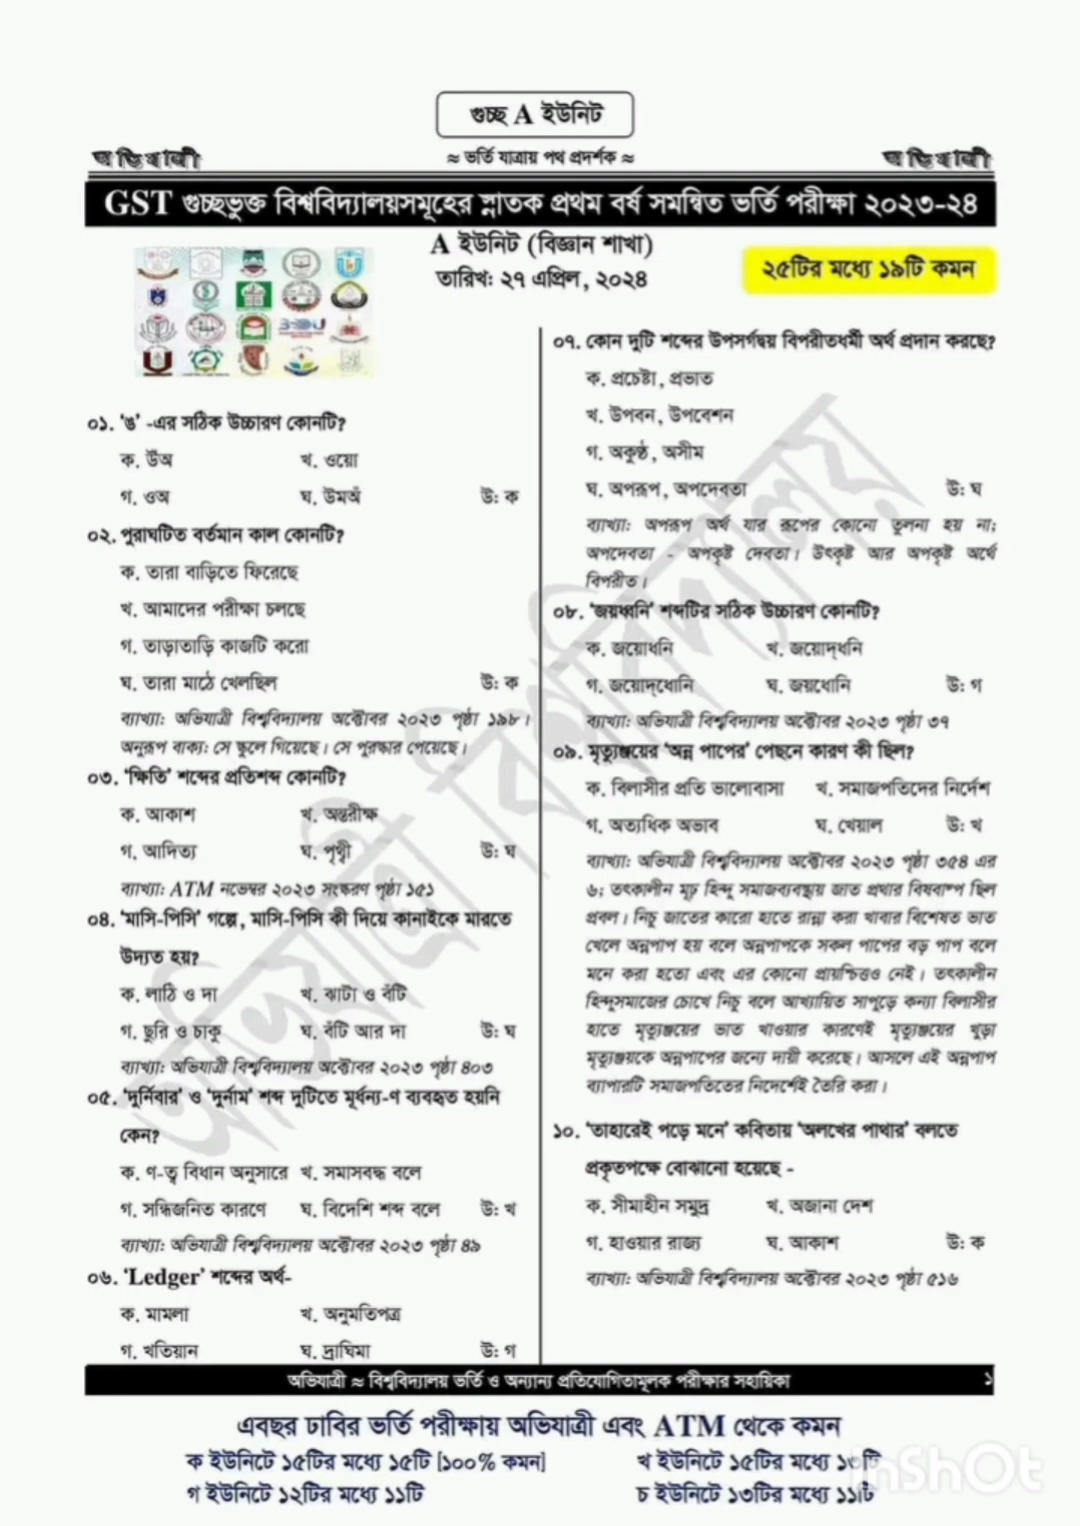 গুচ্ছ A ইউনিট
অভিযাত্রী
≈ ভর্তি যাত্রায় পথ প্রদর্শক ≈
অভিযাত্রী
GST গুচ্ছভুক্ত বিশ্ববিদ্যালয়সমূহের স্নাতক প্রথম বর্ষ সমন্বিত ভর্তি পরীক্ষা ২০২৩-২৪
A ইউনিট (বিজ্ঞান শাখা)
তারিখ: ২৭ এপ্রিল, ২০২৪
২৫টির মধ্যে ১৯টি কমন
০১. ‘ঙ’ -এর সঠিক উচ্চারণ কোনটি?
ক. উঁঅ খ. ওয়ো
গ. ওঅ ঘ. উমঅঁ উ: ক
০২. পুরাঘটিত বর্তমান কাল কোনটি?
ক. তারা বাড়িতে ফিরেছে
খ. আমাদের পরীক্ষা চলছে
গ. তাড়াতাড়ি কাজটি করো
ঘ. তারা মাঠে খেলছিল উ: ক
ব্যাখ্যা: অভিযাত্রী বিশ্ববিদ্যালয় অক্টোবর ২০২৩ পৃষ্ঠা ১৯৮।
অনুরূপ বাক্য: সে স্কুলে গিয়েছে। সে পুরস্কার পেয়েছে।
০৩. ‘ক্ষিতি’ শব্দের প্রতিশব্দ কোনটি?
ক. আকাশ খ. অন্তরীক্ষ
গ. আদিত্য ঘ. পৃথ্বী উ: ঘ
ব্যাখ্যা: ATM নভেম্বর ২০২৩ সংস্করণ পৃষ্ঠা ১৫১
০৪. ‘মাসি-পিসি’ গল্পে, মাসি-পিসি কী দিয়ে কানাইকে মারতে
উদ্যত হয়?
ক. লাঠি ও দা খ. ঝাটা ও বঁটি
গ. ছুরি ও চাকু ঘ. বঁটি আর দা উ: ঘ
ব্যাখ্যা: অভিযাত্রী বিশ্ববিদ্যালয় অক্টোবর ২০২৩ পৃষ্ঠা ৪০৩
০৫. ‘দুর্নিবার’ ও ‘দুর্নাম’ শব্দ দুটিতে মূর্ধন্য-ণ ব্যবহৃত হয়নি
কেন?
ক. ণ-ত্ব বিধান অনুসারে খ. সমাসবদ্ধ বলে
গ. সন্ধিজনিত কারণে ঘ. বিদেশি শব্দ বলে উ: খ
ব্যাখ্যা: অভিযাত্রী বিশ্ববিদ্যালয় অক্টোবর ২০২৩ পৃষ্ঠা ৪৯
০৬. ‘Ledger’ শব্দের অর্থ-
ক. মামলা খ. অনুমতিপত্র
গ. খতিয়ান ঘ. দ্রাঘিমা উ: গ
০৭. কোন দুটি শব্দের উপসর্গদ্বয় বিপরীতধর্মী অর্থ প্রদান করছে?
ক. প্রচেষ্টা, প্রভাত
খ. উপবন, উপবেশন
গ. অকুণ্ঠ, অসীম
ঘ. অপরূপ, অপদেবতা উ: ঘ
ব্যাখ্যা: অপরূপ অর্থ যার রূপের কোনো তুলনা হয় না;
অপদেবতা - অপকৃষ্ট দেবতা। উৎকৃষ্ট আর অপকৃষ্ট অর্থে
বিপরীত।
০৮. ‘জয়ধ্বনি’ শব্দটির সঠিক উচ্চারণ কোনটি?
ক. জয়োধনি খ. জয়োদ্‌ধনি
গ. জয়োদ্‌ধোনি ঘ. জয়ধোনি উ: গ
ব্যাখ্যা: অভিযাত্রী বিশ্ববিদ্যালয় অক্টোবর ২০২৩ পৃষ্ঠা ৩৭
০৯. মৃত্যুঞ্জয়ের ‘অন্ন পাপের’ পেছনে কারণ কী ছিল?
ক. বিলাসীর প্রতি ভালোবাসা খ. সমাজপতিদের নির্দেশ
গ. অত্যধিক অভাব ঘ. খেয়াল উ: খ
ব্যাখ্যা: অভিযাত্রী বিশ্ববিদ্যালয় অক্টোবর ২০২৩ পৃষ্ঠা ৩৫৪ এর
৬; তৎকালীন মূঢ় হিন্দু সমাজব্যবস্থায় জাত প্রথার বিষবাষ্প ছিল
প্রবল। নিচু জাতের কারো হাতে রান্না করা খাবার বিশেষত ভাত
খেলে অন্নপাপ হয় বলে অন্নপাপকে সকল পাপের বড় পাপ বলে
মনে করা হতো এবং এর কোনো প্রায়শ্চিত্তও নেই। তৎকালীন
হিন্দুসমাজের চোখে নিচু বলে আখ্যায়িত সাপুড়ে কন্যা বিলাসীর
হাতে মৃত্যুঞ্জয়ের ভাত খাওয়ার কারণেই মৃত্যুঞ্জয়ের খুড়া
মৃত্যুঞ্জয়কে অন্নপাপের জন্যে দায়ী করেছে। আসলে এই অন্নপাপ
ব্যাপারটি সমাজপতিতের নিদের্শেই তৈরি করা।
১০. ‘তাহারেই পড়ে মনে’ কবিতায় ‘অলখের পাথার’ বলতে
প্রকৃতপক্ষে বোঝানো হয়েছে -
ক. সীমাহীন সমুদ্র খ. অজানা দেশ
গ. হাওয়ার রাজ্য ঘ. আকাশ উ: ক
ব্যাখ্যা: অভিযাত্রী বিশ্ববিদ্যালয় অক্টোবর ২০২৩ পৃষ্ঠা ৫১৬
অভিযাত্রী বিশ্ববিদ্যালয়
অভিযাত্রী ≈ বিশ্ববিদ্যালয় ভর্তি ও অন্যান্য প্রতিযোগিতামূলক পরীক্ষার সহায়িকা ১
এবছর ঢাবির ভর্তি পরীক্ষায় অভিযাত্রী এবং ATM থেকে কমন
ক ইউনিটে ১৫টির মধ্যে ১৫টি [১০০% কমন] খ ইউনিটে ১৫টির মধ্যে ১৩টি
গ ইউনিটে ১২টির মধ্যে ১১টি চ ইউনিটে ১৩টির মধ্যে ১১টি
InShOt